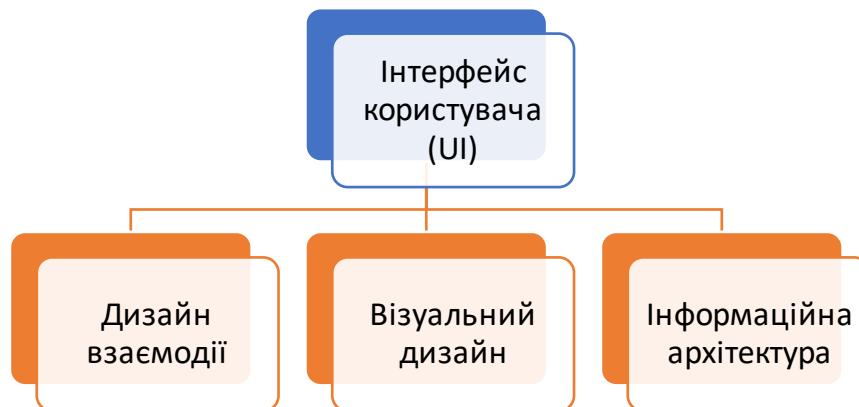 Інтерфейс
користувача
(UI)
Дизайн
взаємодії
Візуальний
дизайн
Інформаційна
архітектура